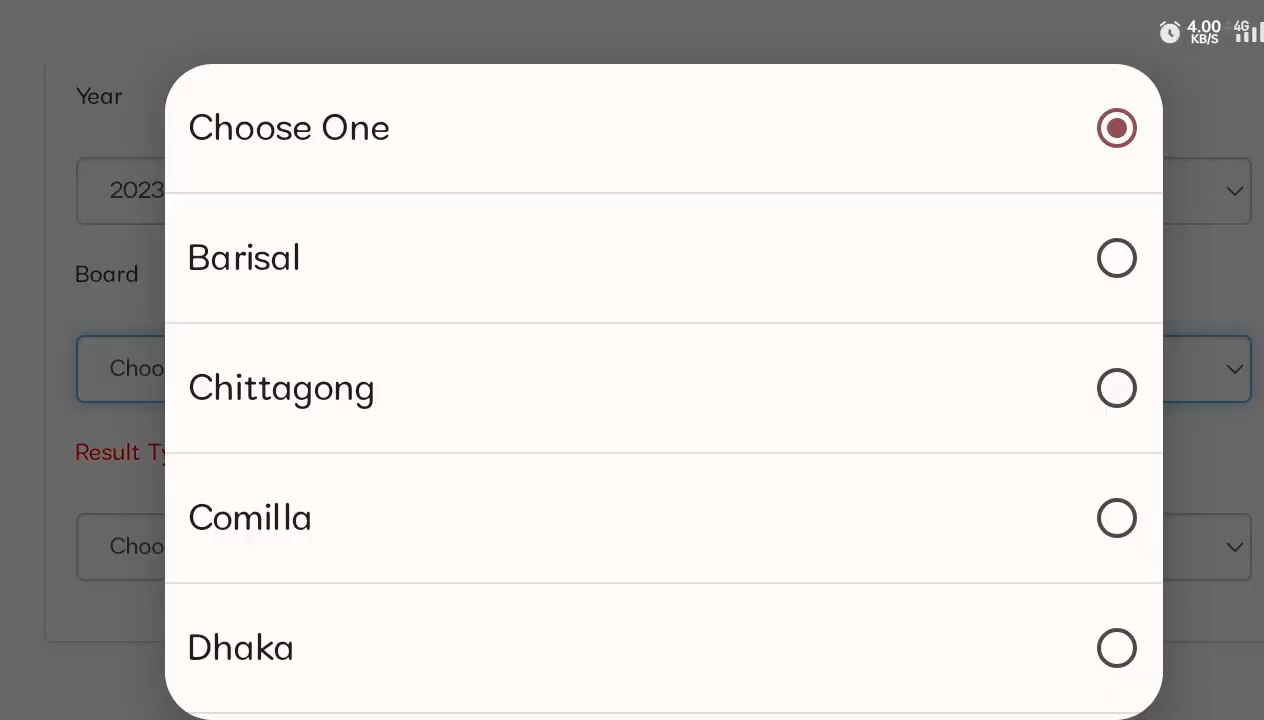 4.00
KB/S
4G
Year
Choose One
2023
Barisal
Board
Choo
Chittagong
Result Ty
Comilla
Choo
Dhaka